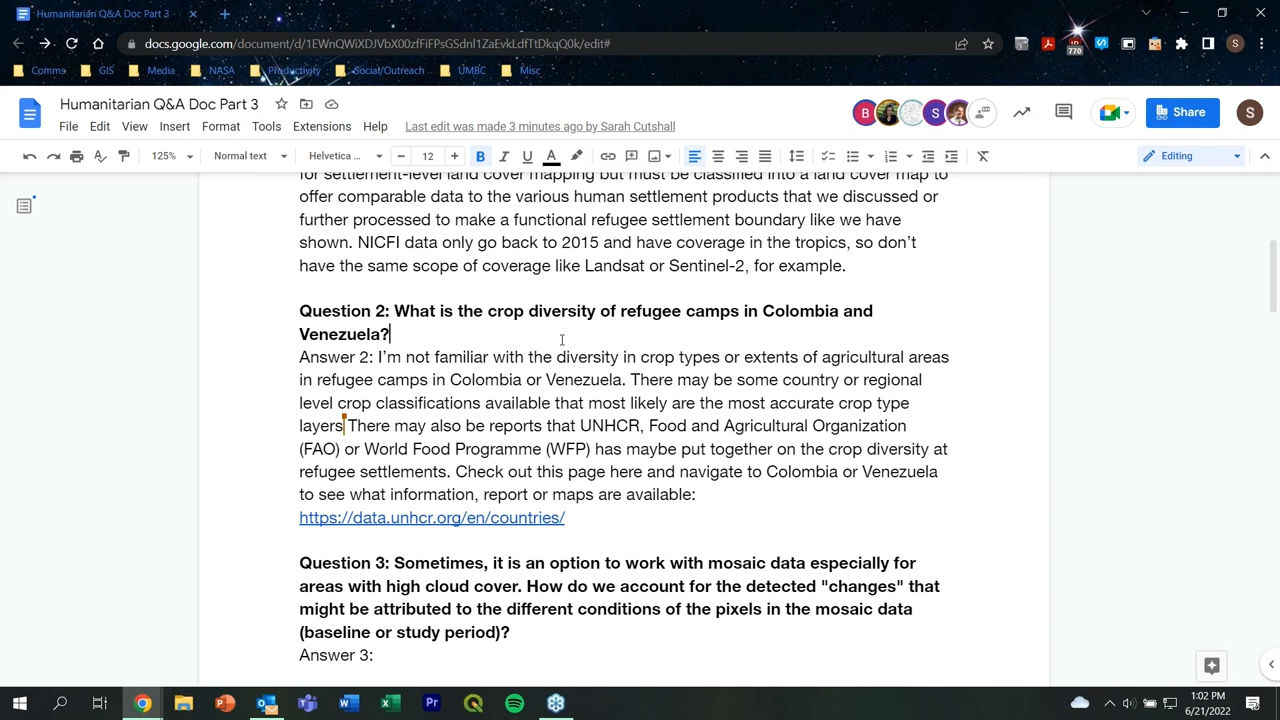 Humanitarian Q&A Doc Part 3
docs.google.com/document/d/1EWnQWiXDJVbX00zfFiFPsGSdnl1ZaEvkLdfTtDkqQ0k/edit#
770
S
Comms GIS Media NASA Productivity Social/Outreach UMBC Misc
Humanitarian Q&A Doc Part 3
B S Share S
File Edit View Insert Format Tools Extensions Help Last edit was made 3 minutes ago by Sarah Cutshall
125% Normal text Helvetica ... 12 B I U A Editing
for settlement-level land cover mapping but must be classified into a land cover map to
offer comparable data to the various human settlement products that we discussed or
further processed to make a functional refugee settlement boundary like we have
shown. NICFI data only go back to 2015 and have coverage in the tropics, so don’t
have the same scope of coverage like Landsat or Sentinel-2, for example.
Question 2: What is the crop diversity of refugee camps in Colombia and
Venezuela?
Answer 2: I’m not familiar with the diversity in crop types or extents of agricultural areas
in refugee camps in Colombia or Venezuela. There may be some country or regional
level crop classifications available that most likely are the most accurate crop type
layers There may also be reports that UNHCR, Food and Agricultural Organization
(FAO) or World Food Programme (WFP) has maybe put together on the crop diversity at
refugee settlements. Check out this page here and navigate to Colombia or Venezuela
to see what information, report or maps are available:
https://data.unhcr.org/en/countries/
Question 3: Sometimes, it is an option to work with mosaic data especially for
areas with high cloud cover. How do we account for the detected "changes" that
might be attributed to the different conditions of the pixels in the mosaic data
(baseline or study period)?
Answer 3:
1:02 PM
6/21/2022